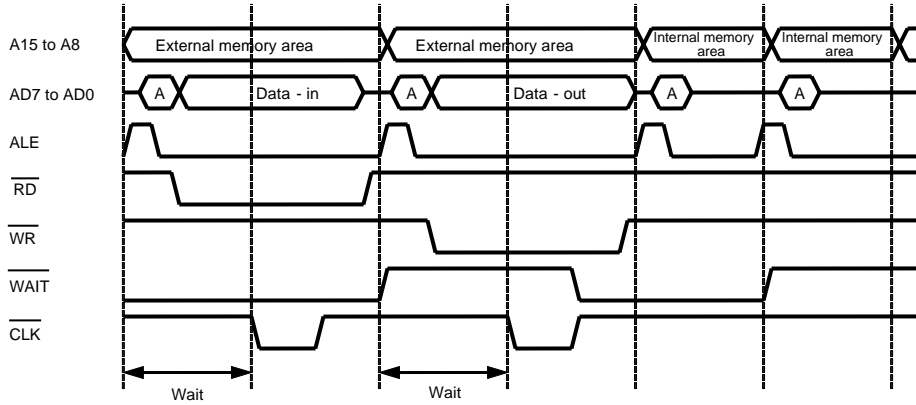 A15 to A8
External memory area
External memory area
Internal memory
area
Internal memory
area
AD7 to AD0
A
Data - in
A
Data - out
A
A
ALE
RD
WR
WAIT
CLK
Wait
Wait